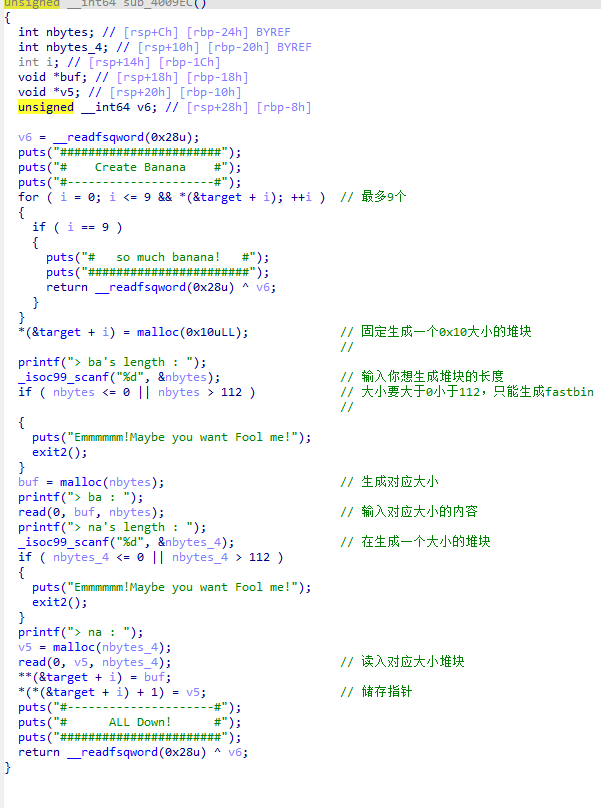 unsigned __int64 sub_4009EC()
{
  int nbytes; // [rsp+Ch] [rbp-24h] BYREF
  int nbytes_4; // [rsp+10h] [rbp-20h] BYREF
  int i; // [rsp+14h] [rbp-1Ch]
  void *buf; // [rsp+18h] [rbp-18h]
  void *v5; // [rsp+20h] [rbp-10h]
  unsigned __int64 v6; // [rsp+28h] [rbp-8h]

  v6 = __readfsqword(0x28u);
  puts("#######################");
  puts("#    Create Banana    #");
  puts("#---------------------#");
  for ( i = 0; i <= 9 && *(&target + i); ++i )  // 最多9个
  {
    if ( i == 9 )
    {
      puts("#   so much banana!   #");
      puts("#######################");
      return __readfsqword(0x28u) ^ v6;
    }
  }
  *(&target + i) = malloc(0x10uLL);             // 固定生成一个0x10大小的堆块
                                                //
  printf("> ba's length : ");
  _isoc99_scanf("%d", &nbytes);                 // 输入你想生成堆块的长度
  if ( nbytes <= 0 || nbytes > 112 )            // 大小要大于0小于112，只能生成fastbin
                                                //
  {
    puts("Emmmmmm!Maybe you want Fool me!");
    exit2();
  }
  buf = malloc(nbytes);                         // 生成对应大小
  printf("> ba : ");
  read(0, buf, nbytes);                         // 输入对应大小的内容
  printf("> na's length : ");
  _isoc99_scanf("%d", &nbytes_4);               // 在生成一个大小的堆块
  if ( nbytes_4 <= 0 || nbytes_4 > 112 )
  {
    puts("Emmmmmm!Maybe you want Fool me!");
    exit2();
  }
  printf("> na : ");
  v5 = malloc(nbytes_4);
  read(0, v5, nbytes_4);                        // 读入对应大小堆块
  **(&target + i) = buf;
  *(*(&target + i) + 1) = v5;                   // 储存指针
  puts("#---------------------#");
  puts("#      ALL Down!      #");
  puts("#######################");
  return __readfsqword(0x28u) ^ v6;
}